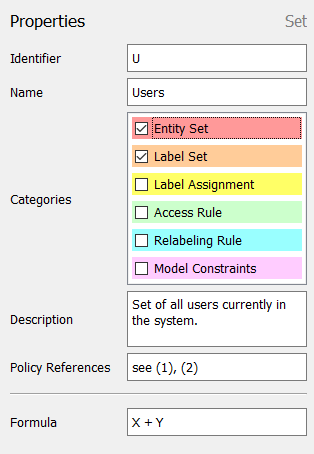 Properties Set
Identifier U
Name Users
Categories
Entity Set
Label Set
Label Assignment
Access Rule
Relabeling Rule
Model Constraints
Description Set of all users currently in
the system.
Policy References see (1), (2)
Formula X + Y